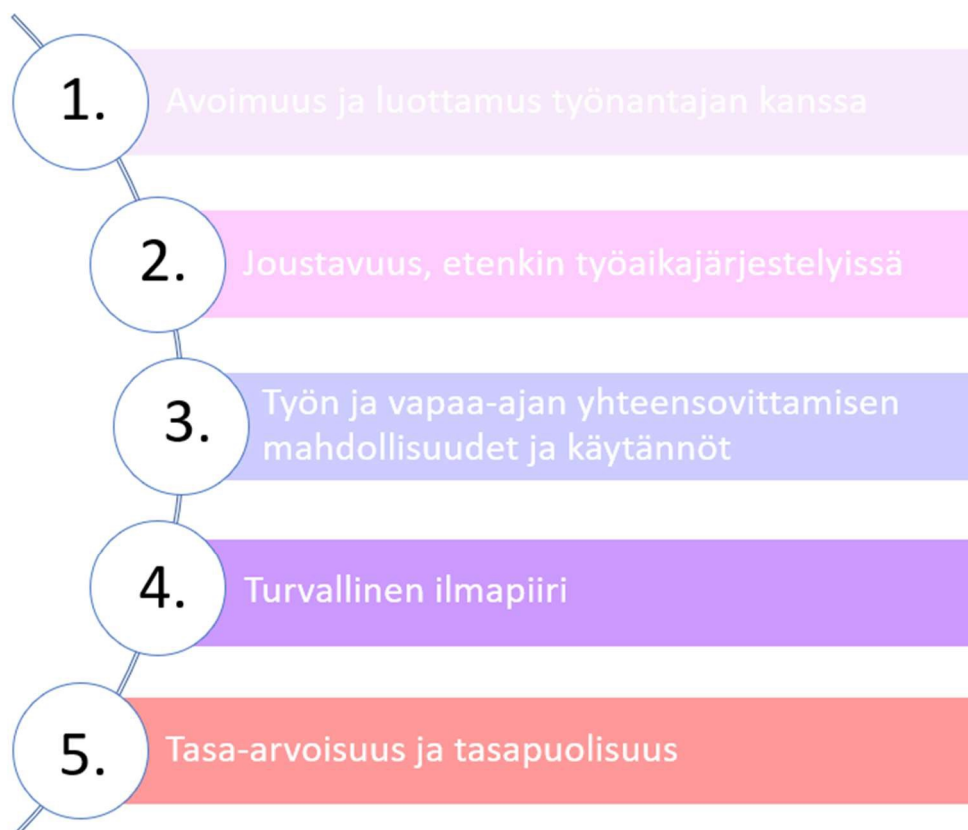 1. Avoimuus ja luottamus työnantajan kanssa
2. Joustavuus, etenkin työaikajärjestelyissä
3. Työn ja vapaa-ajan yhteensovittamisen
mahdollisuudet ja käytännöt
4. Turvallinen ilmapiiri
5. Tasa-arvoisuus ja tasapuolisuus